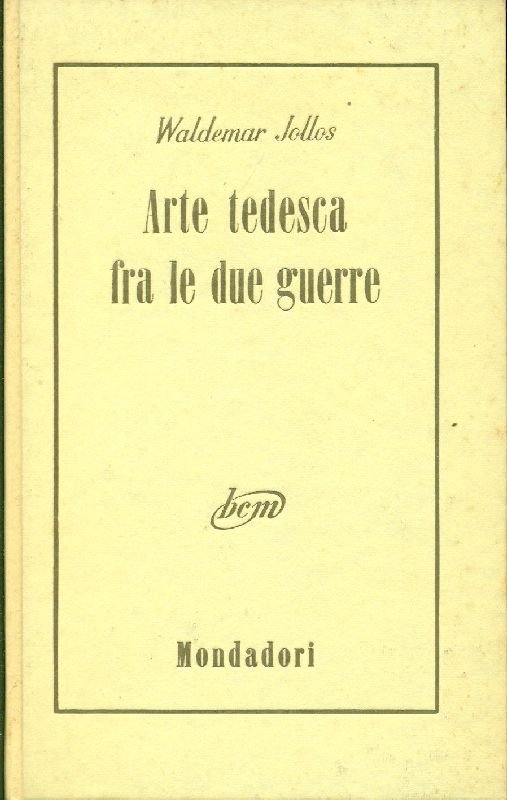 Waldemar Jollos
Arte tedesca
fra le due guerre
bcm
Mondadori